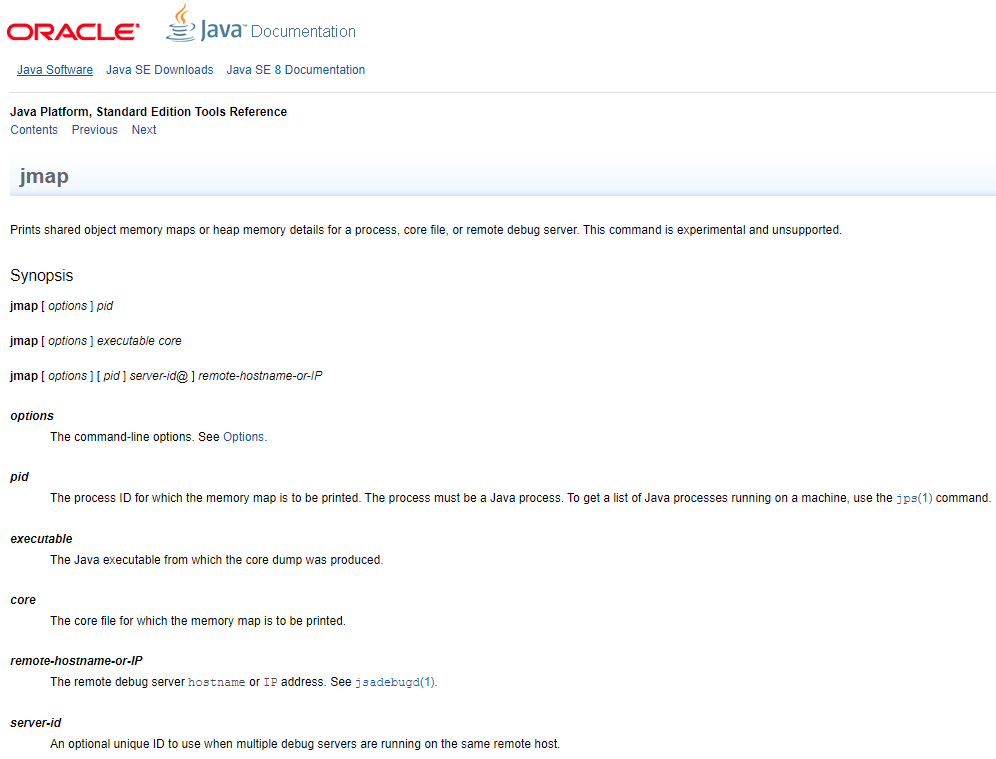 ORACLE Java™ Documentation
Java Software Java SE Downloads Java SE 8 Documentation
Java Platform, Standard Edition Tools Reference
Contents Previous Next
jmap
Prints shared object memory maps or heap memory details for a process, core file, or remote debug server. This command is experimental and unsupported.
Synopsis
jmap [ options ] pid
jmap [ options ] executable core
jmap [ options ] [ pid ] server-id@ ] remote-hostname-or-IP
options
The command-line options. See Options.
pid
The process ID for which the memory map is to be printed. The process must be a Java process. To get a list of Java processes running on a machine, use the jps(1) command.
executable
The Java executable from which the core dump was produced.
core
The core file for which the memory map is to be printed.
remote-hostname-or-IP
The remote debug server hostname or IP address. See jsadebugd(1).
server-id
An optional unique ID to use when multiple debug servers are running on the same remote host.